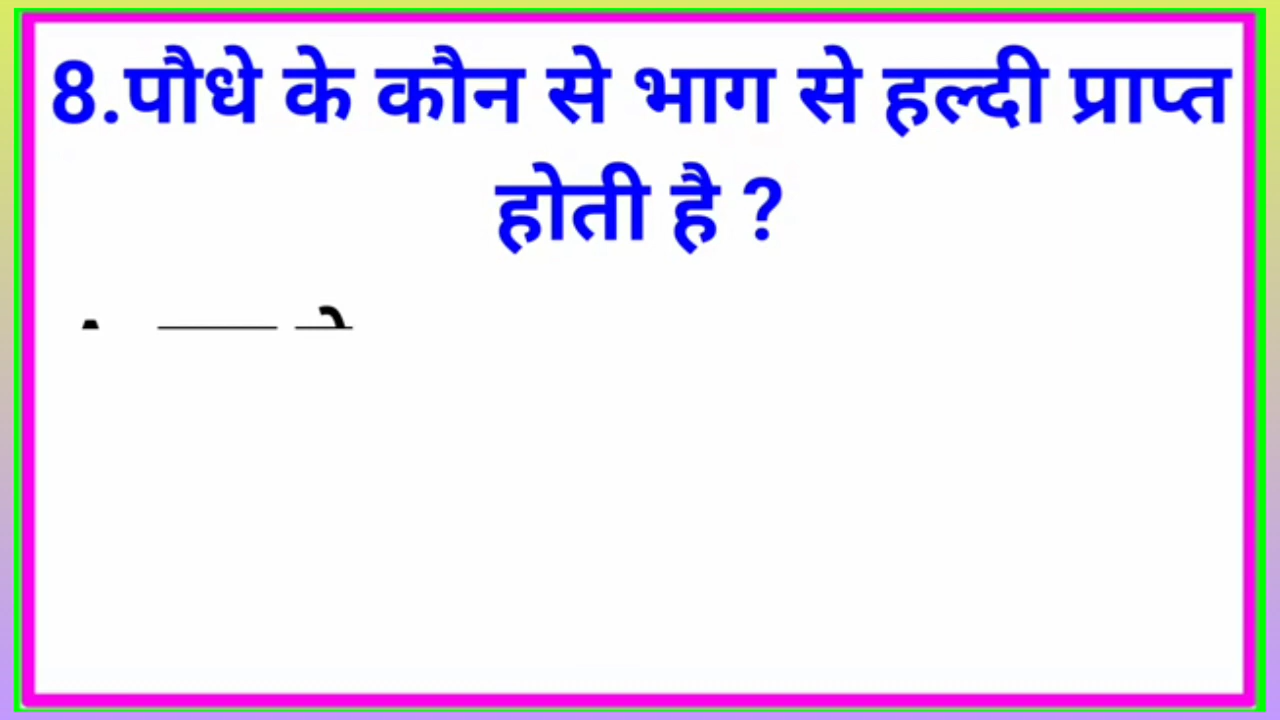 8.पौधे के कौन से भाग से हल्दी प्राप्त
होती है ?